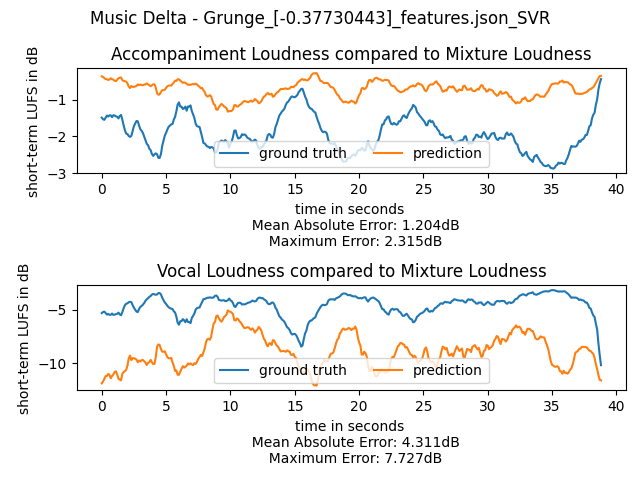 Music Delta - Grunge_[-0.37730443]_features.json_SVR
Accompaniment Loudness compared to Mixture Loudness
short-term LUFS in dB
−1
−2
−3
ground truth prediction
0 5 10 15 20 25 30 35 40
time in seconds
Mean Absolute Error: 1.204dB
Maximum Error: 2.315dB
Vocal Loudness compared to Mixture Loudness
short-term LUFS in dB
−5
−10
ground truth prediction
0 5 10 15 20 25 30 35 40
time in seconds
Mean Absolute Error: 4.311dB
Maximum Error: 7.727dB